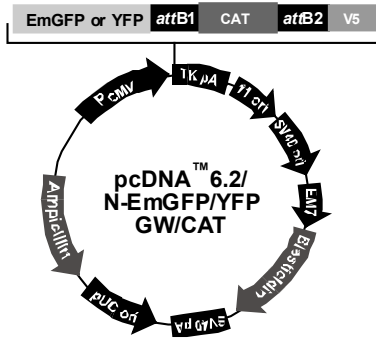 EmGFP or YFP attB1 CAT attB2 V5
PCMV
TK pA
f1 ori
SV40 ori
EM7
Blasticidin
SV40 pA
pUC ori
Ampicillin
pcDNA™6.2/
N-EmGFP/YFP
GW/CAT